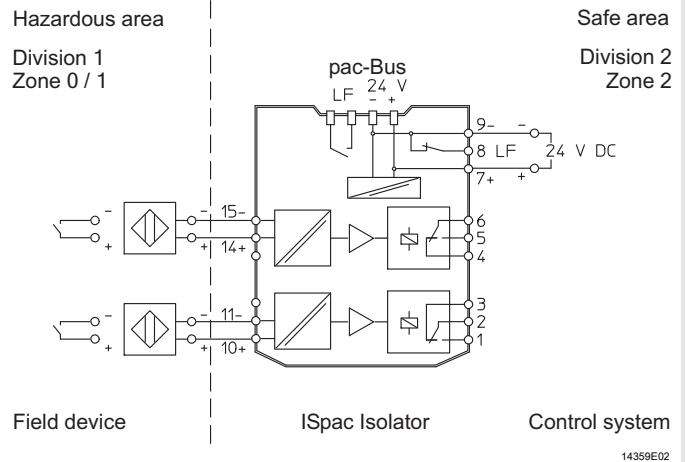 Hazardous area
Safe area
Division 1
Zone 0 / 1
Division 2
Zone 2
pac-Bus
LF 24 V
- +
9- -
8 LF 24 V DC
7+ +
- - 15- 6
5
+ + 14+ 4
3
- - 11- 2
+ + 10+ 1
Field device
ISpac Isolator
Control system
14359E02